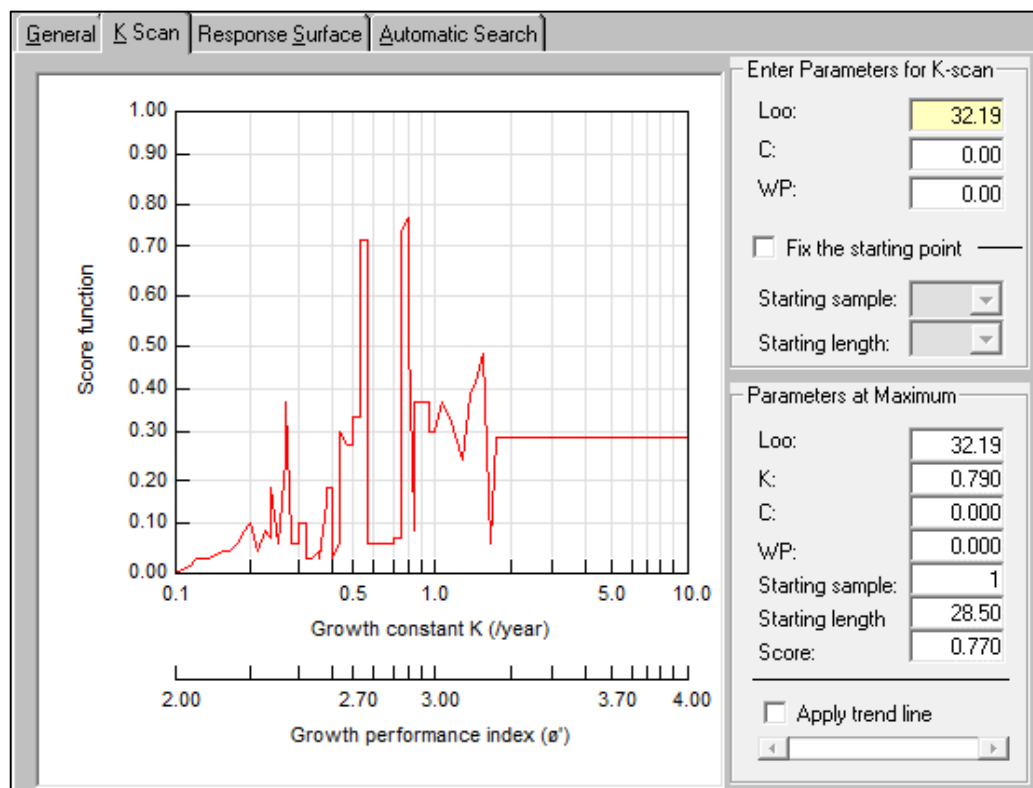 General K Scan Response Surface Automatic Search
Score function
1.00
0.90
0.80
0.70
0.60
0.50
0.40
0.30
0.20
0.10
0.00
0.1 0.5 1.0 5.0 10.0
Growth constant K (/year)
2.00 2.70 3.00 3.70 4.00
Growth performance index (ø')
Enter Parameters for K-scan
Loo: 32.19
C: 0.00
WP: 0.00
Fix the starting point
Starting sample:
Starting length:
Parameters at Maximum
Loo: 32.19
K: 0.790
C: 0.000
WP: 0.000
Starting sample: 1
Starting length 28.50
Score: 0.770
Apply trend line